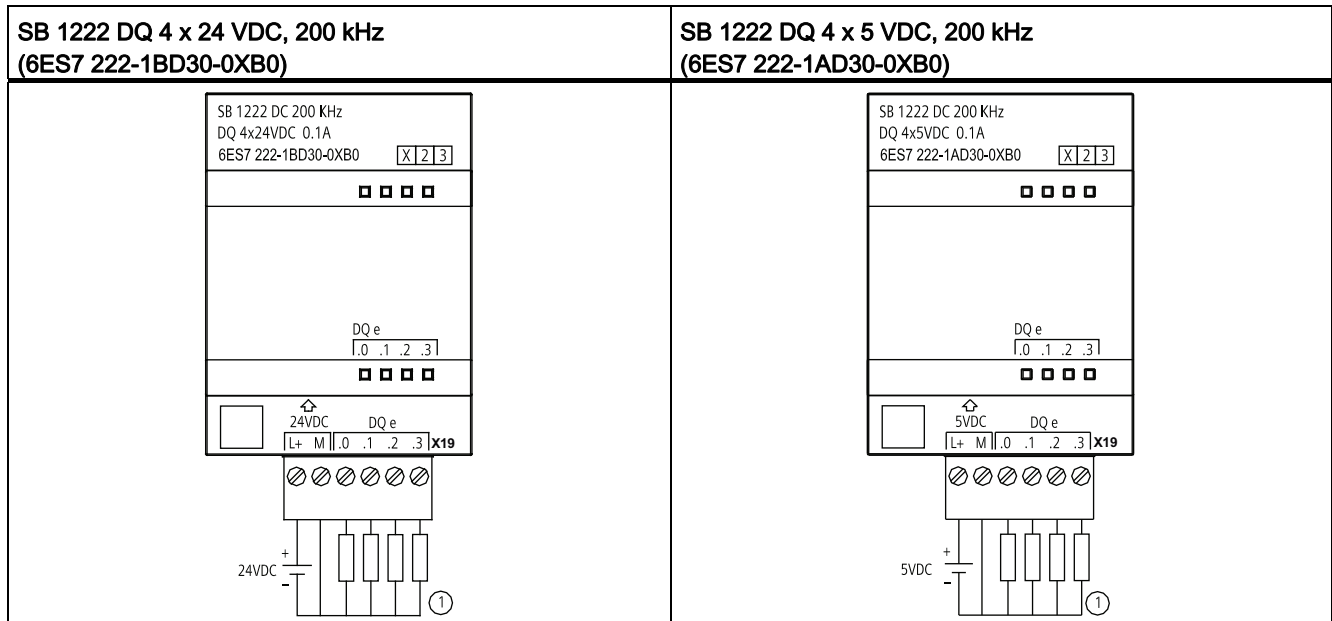 SB 1222 DQ 4 x 24 VDC, 200 kHz
(6ES7 222-1BD30-0XB0)
SB 1222 DQ 4 x 5 VDC, 200 kHz
(6ES7 222-1AD30-0XB0)
SB 1222 DC 200 KHz
DQ 4x24VDC 0.1A
6ES7 222-1BD30-0XB0 X 2 3
DQ e
.0 .1 .2 .3
24VDC DQ e
L+ M .0 .1 .2 .3 X19
+
24VDC
-
1
SB 1222 DC 200 KHz
DQ 4x5VDC 0.1A
6ES7 222-1AD30-0XB0 X 2 3
DQ e
.0 .1 .2 .3
5VDC DQ e
L+ M .0 .1 .2 .3 X19
+
5VDC
-
1